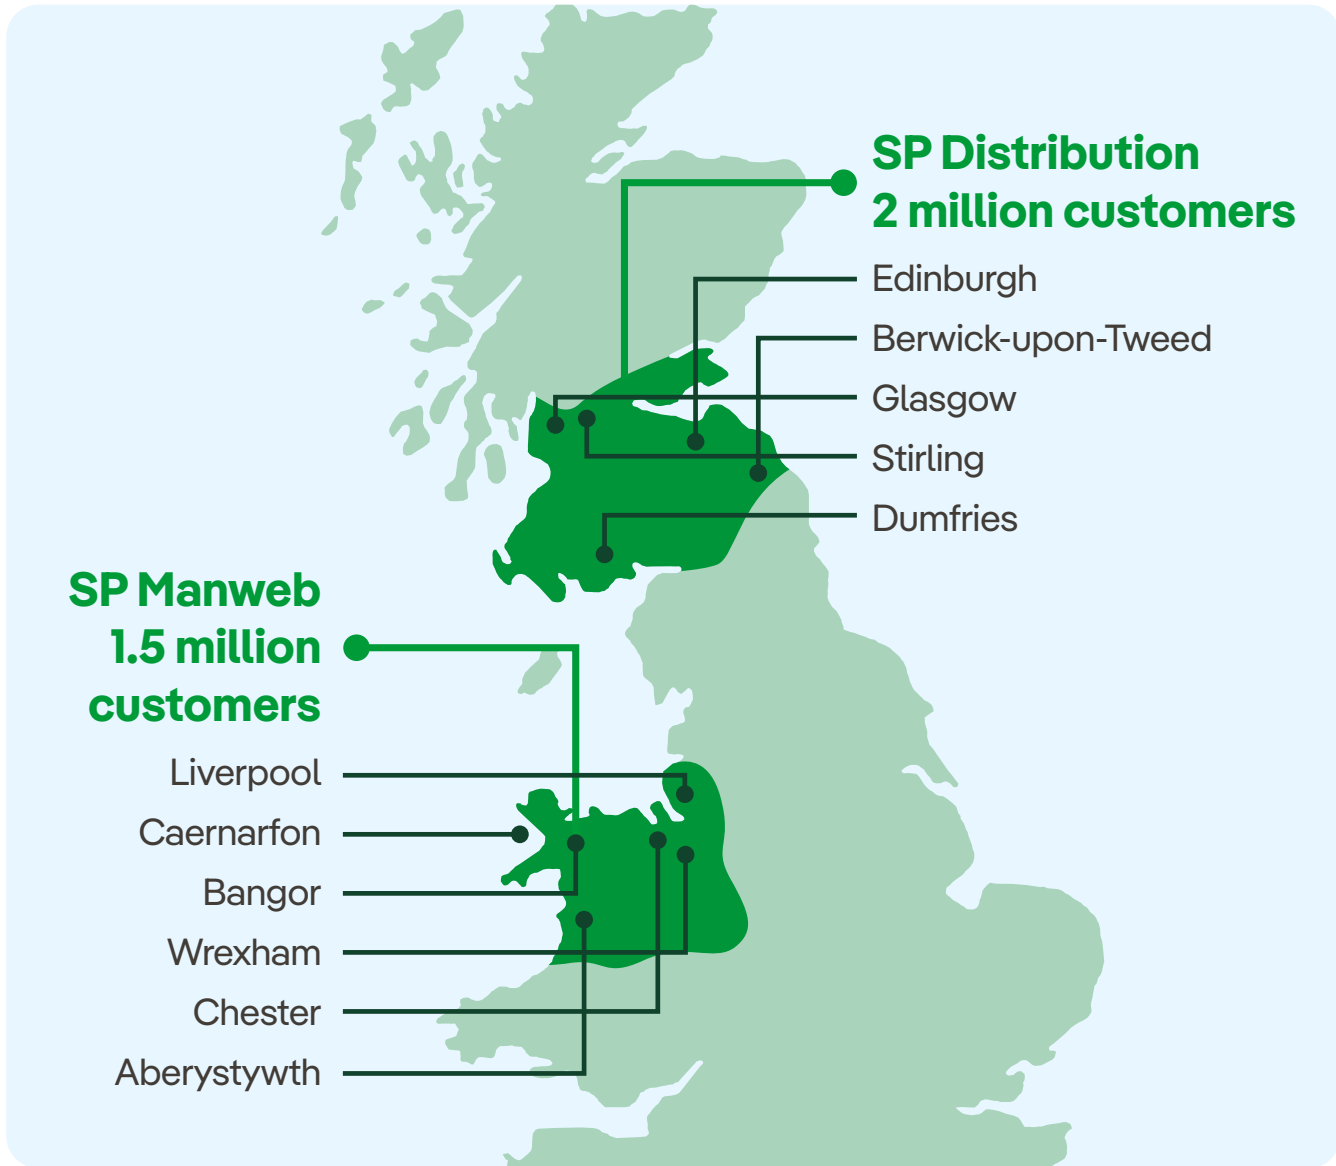 SP Distribution
2 million customers
Edinburgh
Berwick-upon-Tweed
Glasgow
Stirling
Dumfries
SP Manweb
1.5 million
customers
Liverpool
Caernarfon
Bangor
Wrexham
Chester
Aberystywth